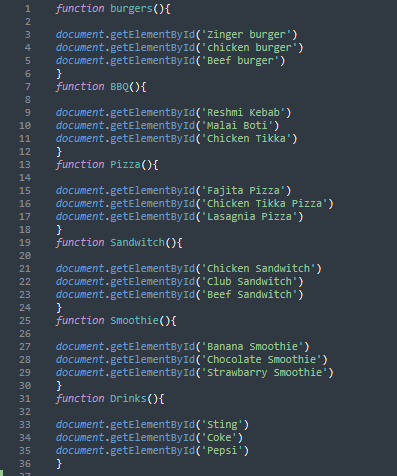 1 function burgers(){
2
3 document.getElementById('Zinger burger')
4 document.getElementById('chicken burger')
5 document.getElementById('Beef burger')
6 }
7 function BBQ(){
8
9 document.getElementById('Reshmi Kebab')
10 document.getElementById('Malai Boti')
11 document.getElementById('Chicken Tikka')
12 }
13 function Pizza(){
14
15 document.getElementById('Fajita Pizza')
16 document.getElementById('Chicken Tikka Pizza')
17 document.getElementById('Lasagnia Pizza')
18 }
19 function Sandwitch(){
20
21 document.getElementById('Chicken Sandwitch')
22 document.getElementById('Club Sandwitch')
23 document.getElementById('Beef Sandwitch')
24 }
25 function Smoothie(){
26
27 document.getElementById('Banana Smoothie')
28 document.getElementById('Chocolate Smoothie')
29 document.getElementById('Strawbarry Smoothie')
30 }
31 function Drinks(){
32
33 document.getElementById('Sting')
34 document.getElementById('Coke')
35 document.getElementById('Pepsi')
36 }